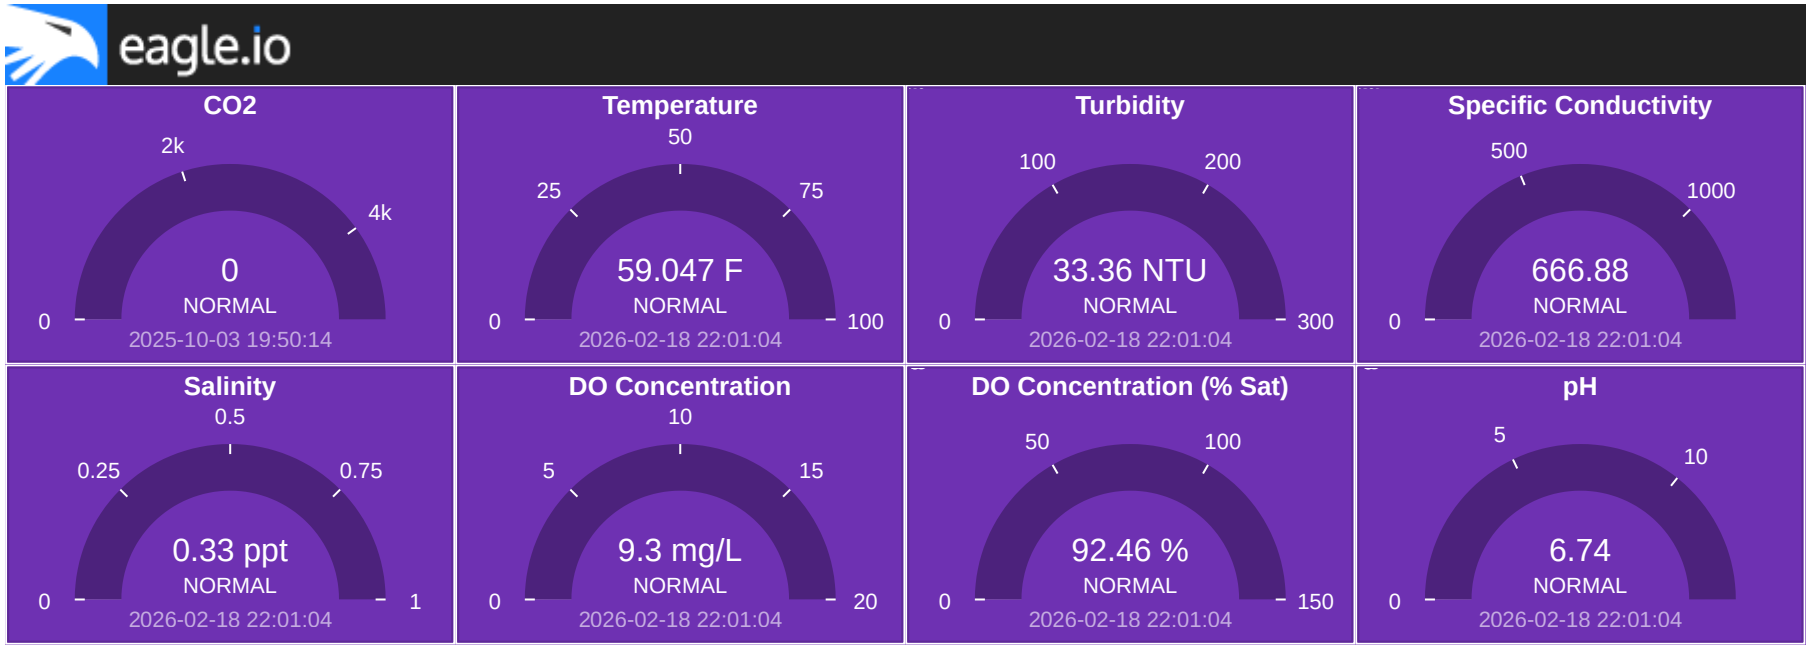 eagle.io
CO2
2k
4k
0
0
NORMAL
2025-10-03 19:50:14
Temperature
50
25
75
59.047 F
NORMAL
0
100
2026-02-18 22:01:04
Turbidity
100
200
33.36 NTU
NORMAL
0
300
2026-02-18 22:01:04
Specific Conductivity
500
1000
666.88
NORMAL
0
2026-02-18 22:01:04
Salinity
0.5
0.25
0.75
0.33 ppt
NORMAL
0
1
2026-02-18 22:01:04
DO Concentration
10
5
15
9.3 mg/L
NORMAL
0
20
2026-02-18 22:01:04
DO Concentration (% Sat)
50
100
92.46 %
NORMAL
0
150
2026-02-18 22:01:04
pH
5
10
6.74
NORMAL
0
2026-02-18 22:01:04